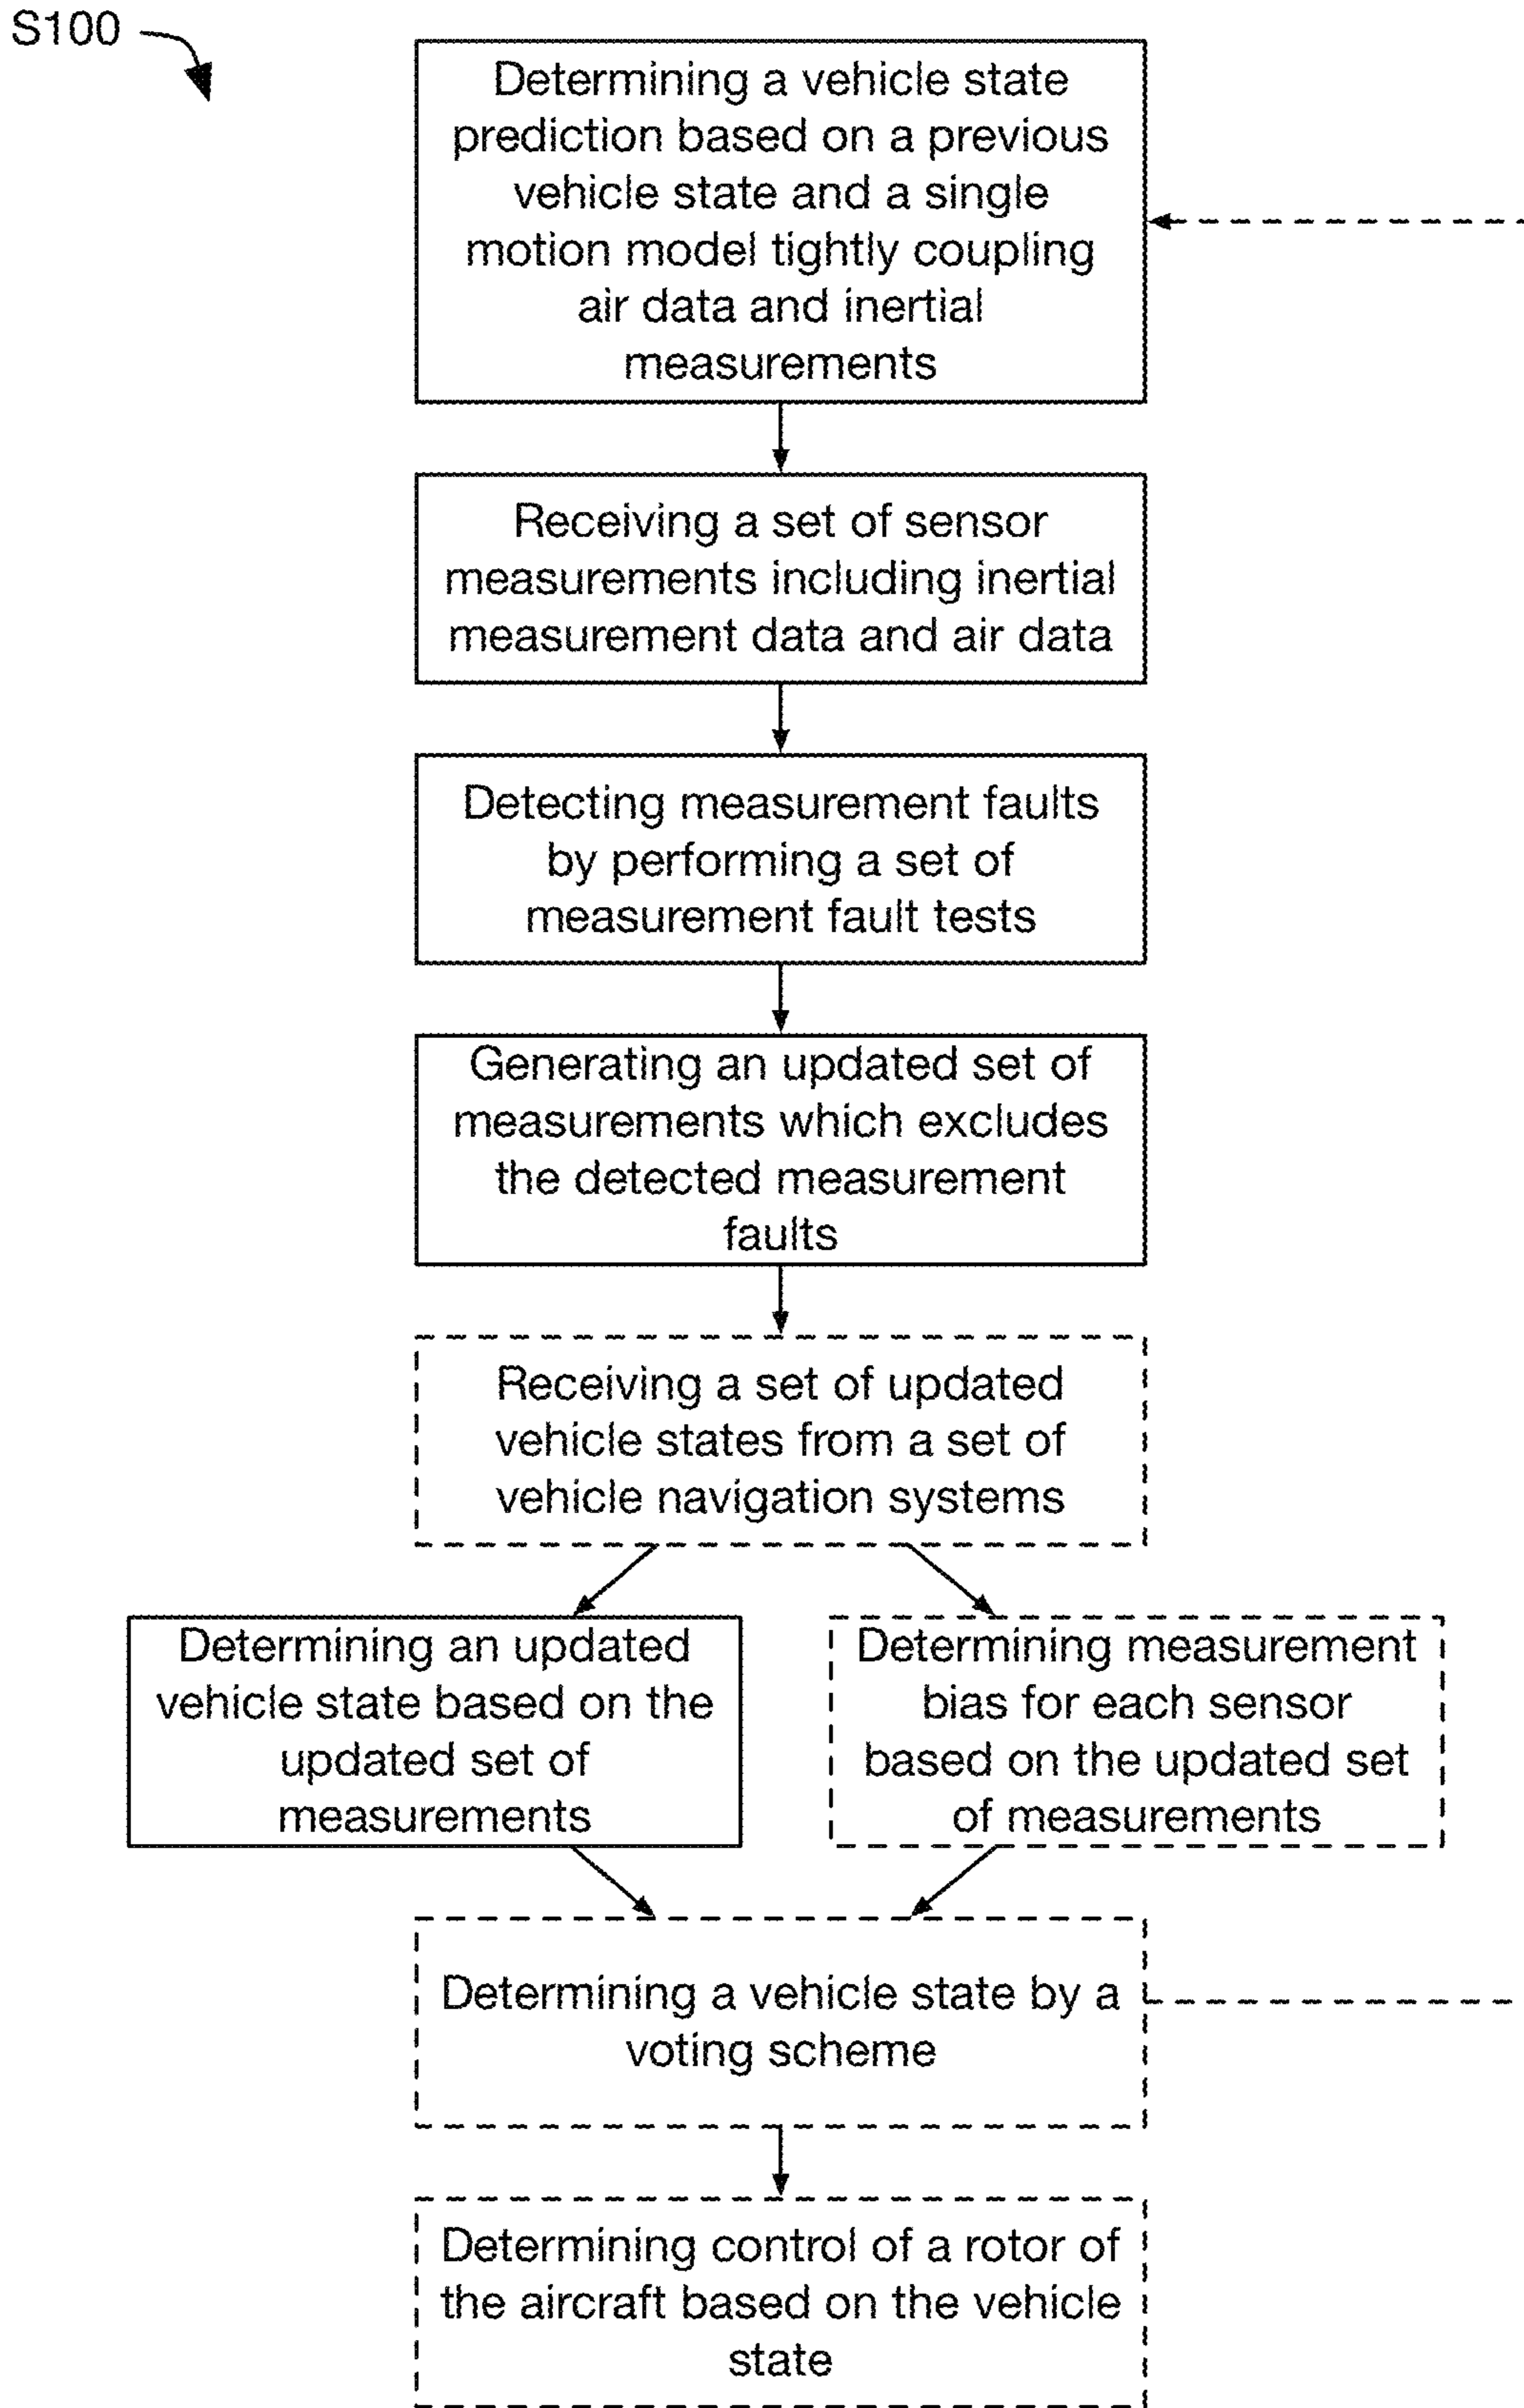 S100
Determining a vehicle state
prediction based on a previous
vehicle state and a single
motion model tightly coupling
air data and inertial
measurements
Receiving a set of sensor
measurements including inertial
measurement data and air data
Detecting measurement faults
by performing a set of
measurement fault tests
Generating an updated set of
measurements which excludes
the detected measurement
faults
Receiving a set of updated
vehicle states from a set of
vehicle navigation systems
Determining an updated
vehicle state based on the
updated set of
measurements
Determining measurement
bias for each sensor
based on the updated set
of measurements
Determining a vehicle state by a
voting scheme
Determining control of a rotor of
the aircraft based on the vehicle
state